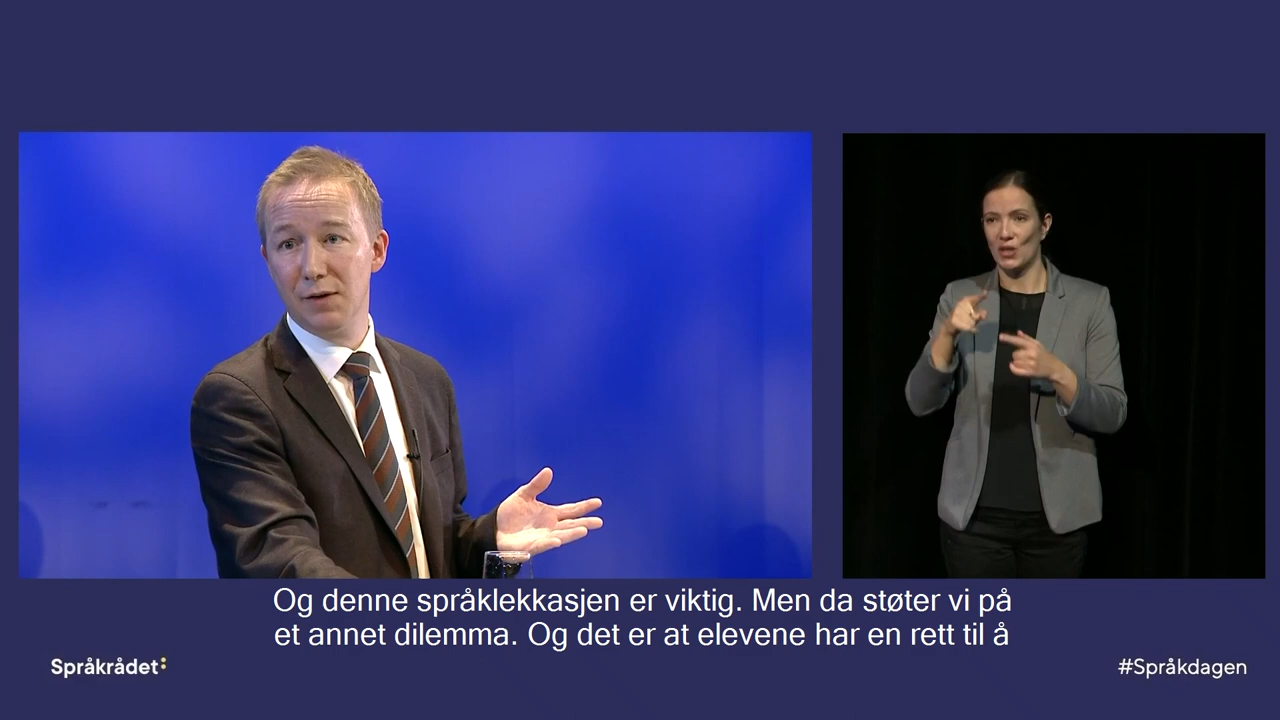 Og denne språklekkasjen er viktig. Men da støter vi på
et annet dilemma. Og det er at elevene har en rett til å
Språkrådet:
#Språkdagen